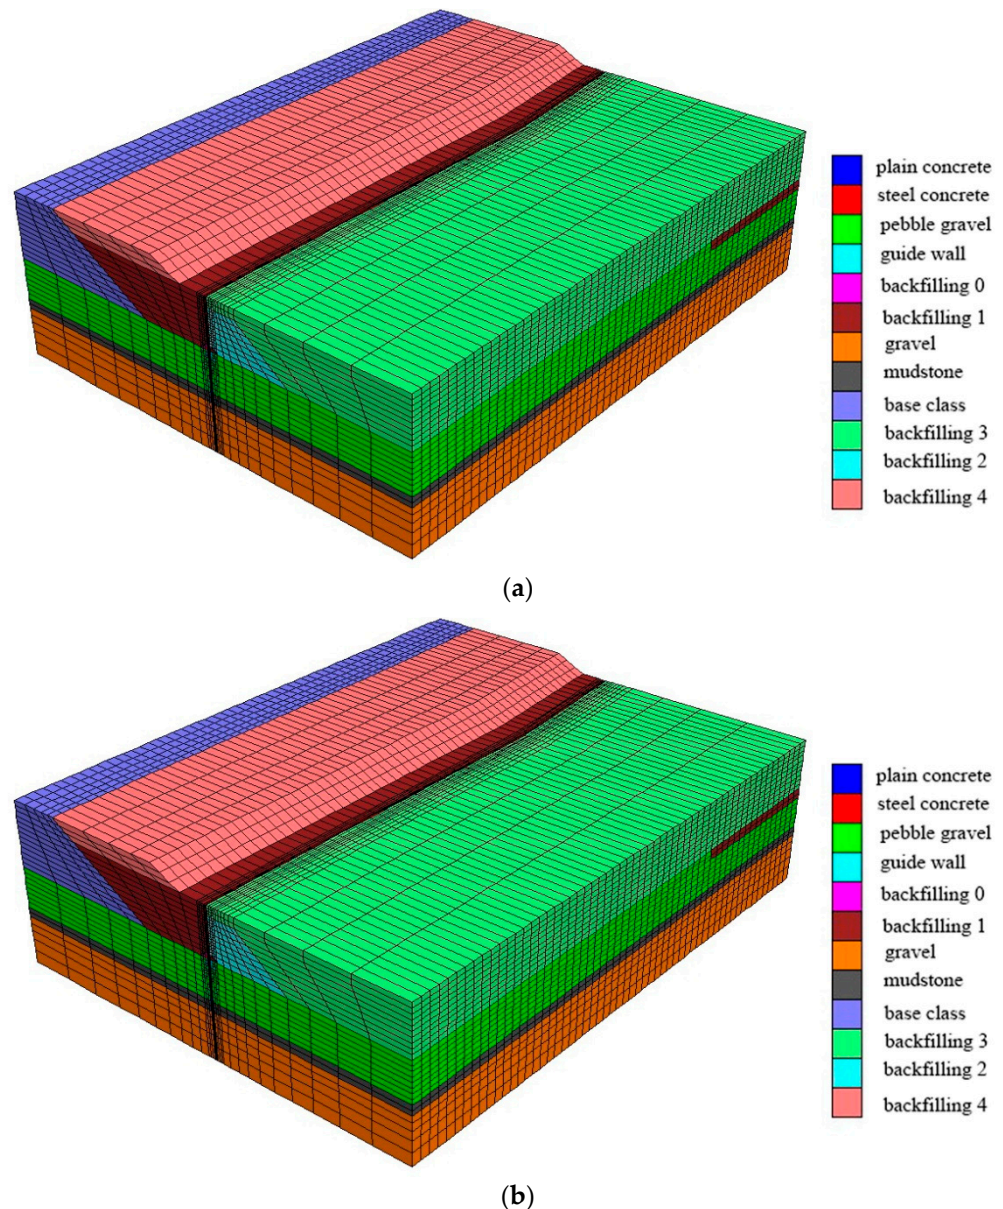 plain concrete
steel concrete
pebble gravel
guide wall
backfilling 0
backfilling 1
gravel
mudstone
base class
backfilling 3
backfilling 2
backfilling 4
(a)
plain concrete
steel concrete
pebble gravel
guide wall
backfilling 0
backfilling 1
gravel
mudstone
base class
backfilling 3
backfilling 2
backfilling 4
(b)